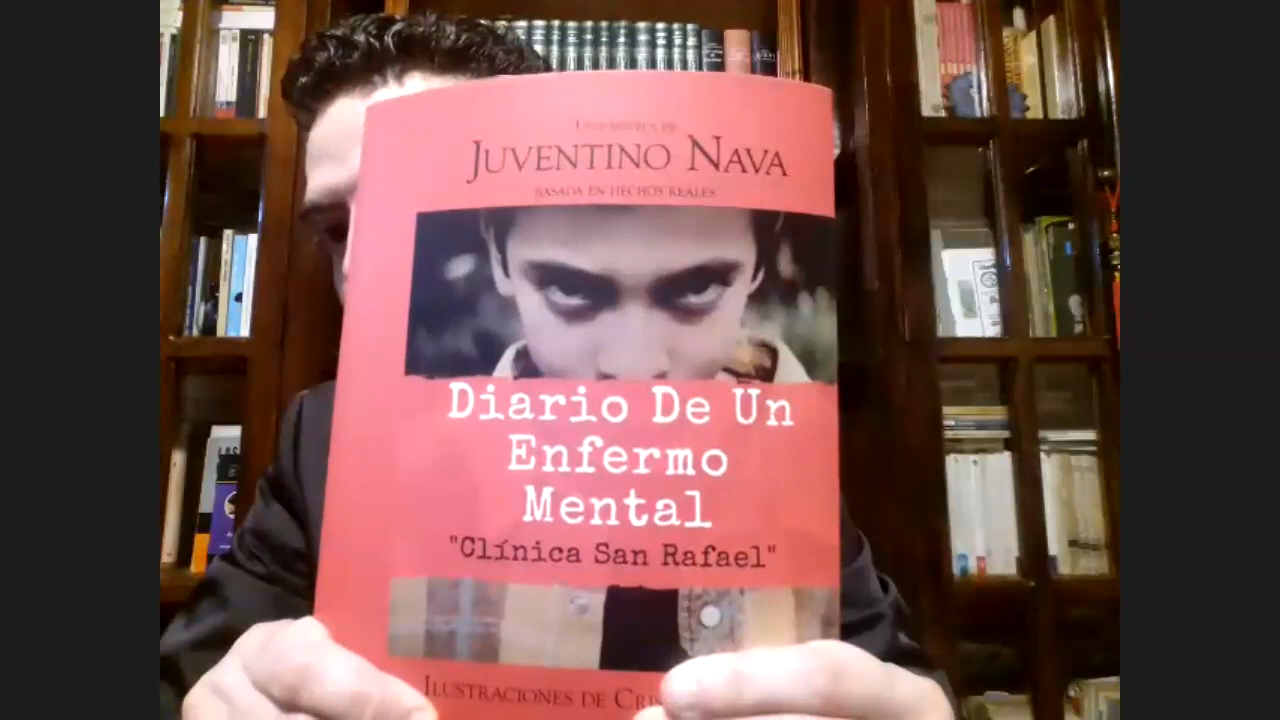 UNA NOVELA DE
JUVENTINO NAVA
BASADA EN HECHOS REALES
Diario De Un
Enfermo
Mental
"Clínica San Rafael"
ILUSTRACIONES DE